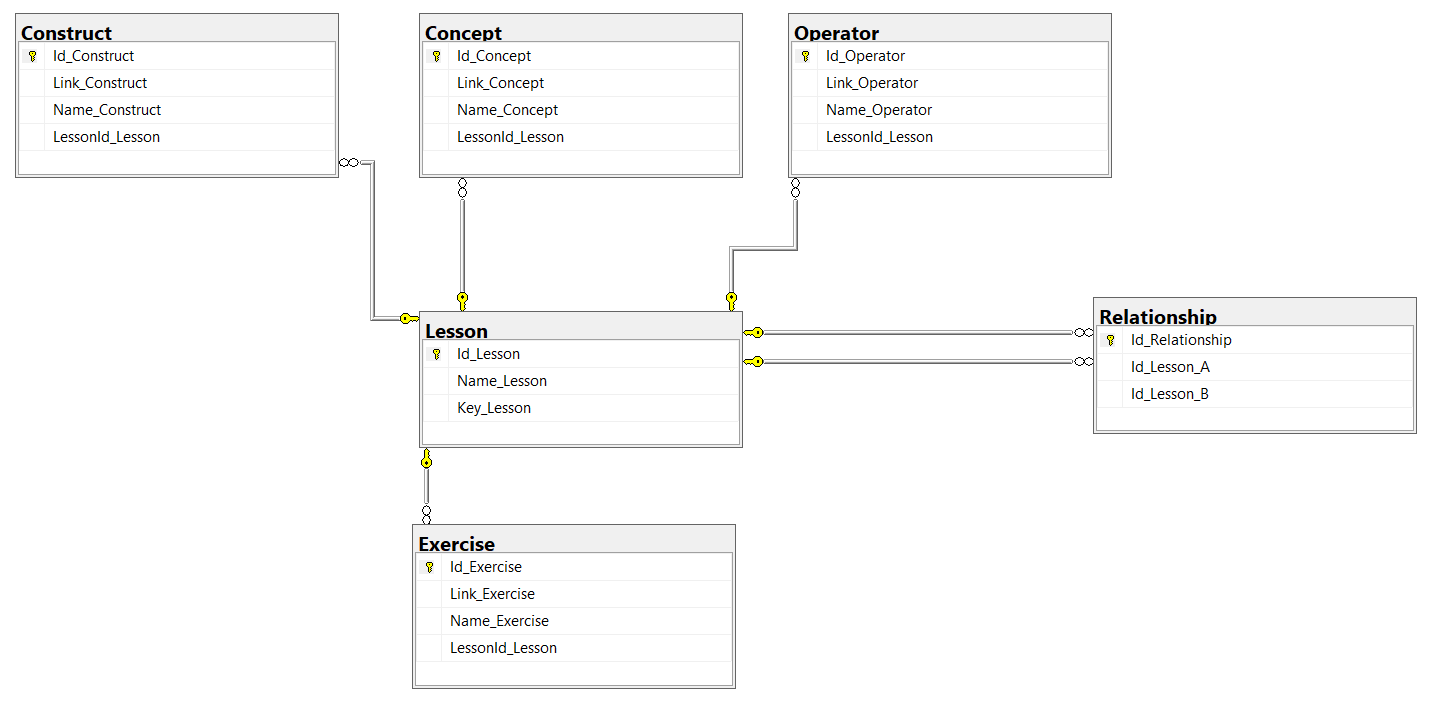 Construct
Id_Construct
Link_Construct
Name_Construct
LessonId_Lesson
Concept
Id_Concept
Link_Concept
Name_Concept
LessonId_Lesson
Operator
Id_Operator
Link_Operator
Name_Operator
LessonId_Lesson
Lesson
Id_Lesson
Name_Lesson
Key_Lesson
Relationship
Id_Relationship
Id_Lesson_A
Id_Lesson_B
Exercise
Id_Exercise
Link_Exercise
Name_Exercise
LessonId_Lesson